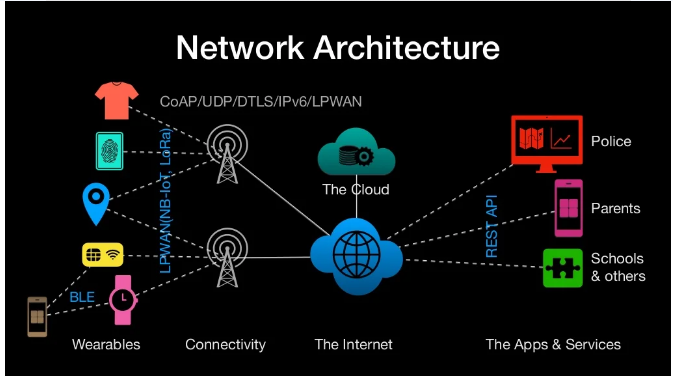 Network Architecture
CoAP/UDP/DTLS/IPv6/LPWAN
LPWAN(NB-IoT, LoRa)
BLE
The Cloud
REST API
Police
Parents
Schools
& others
Wearables
Connectivity
The Internet
The Apps & Services